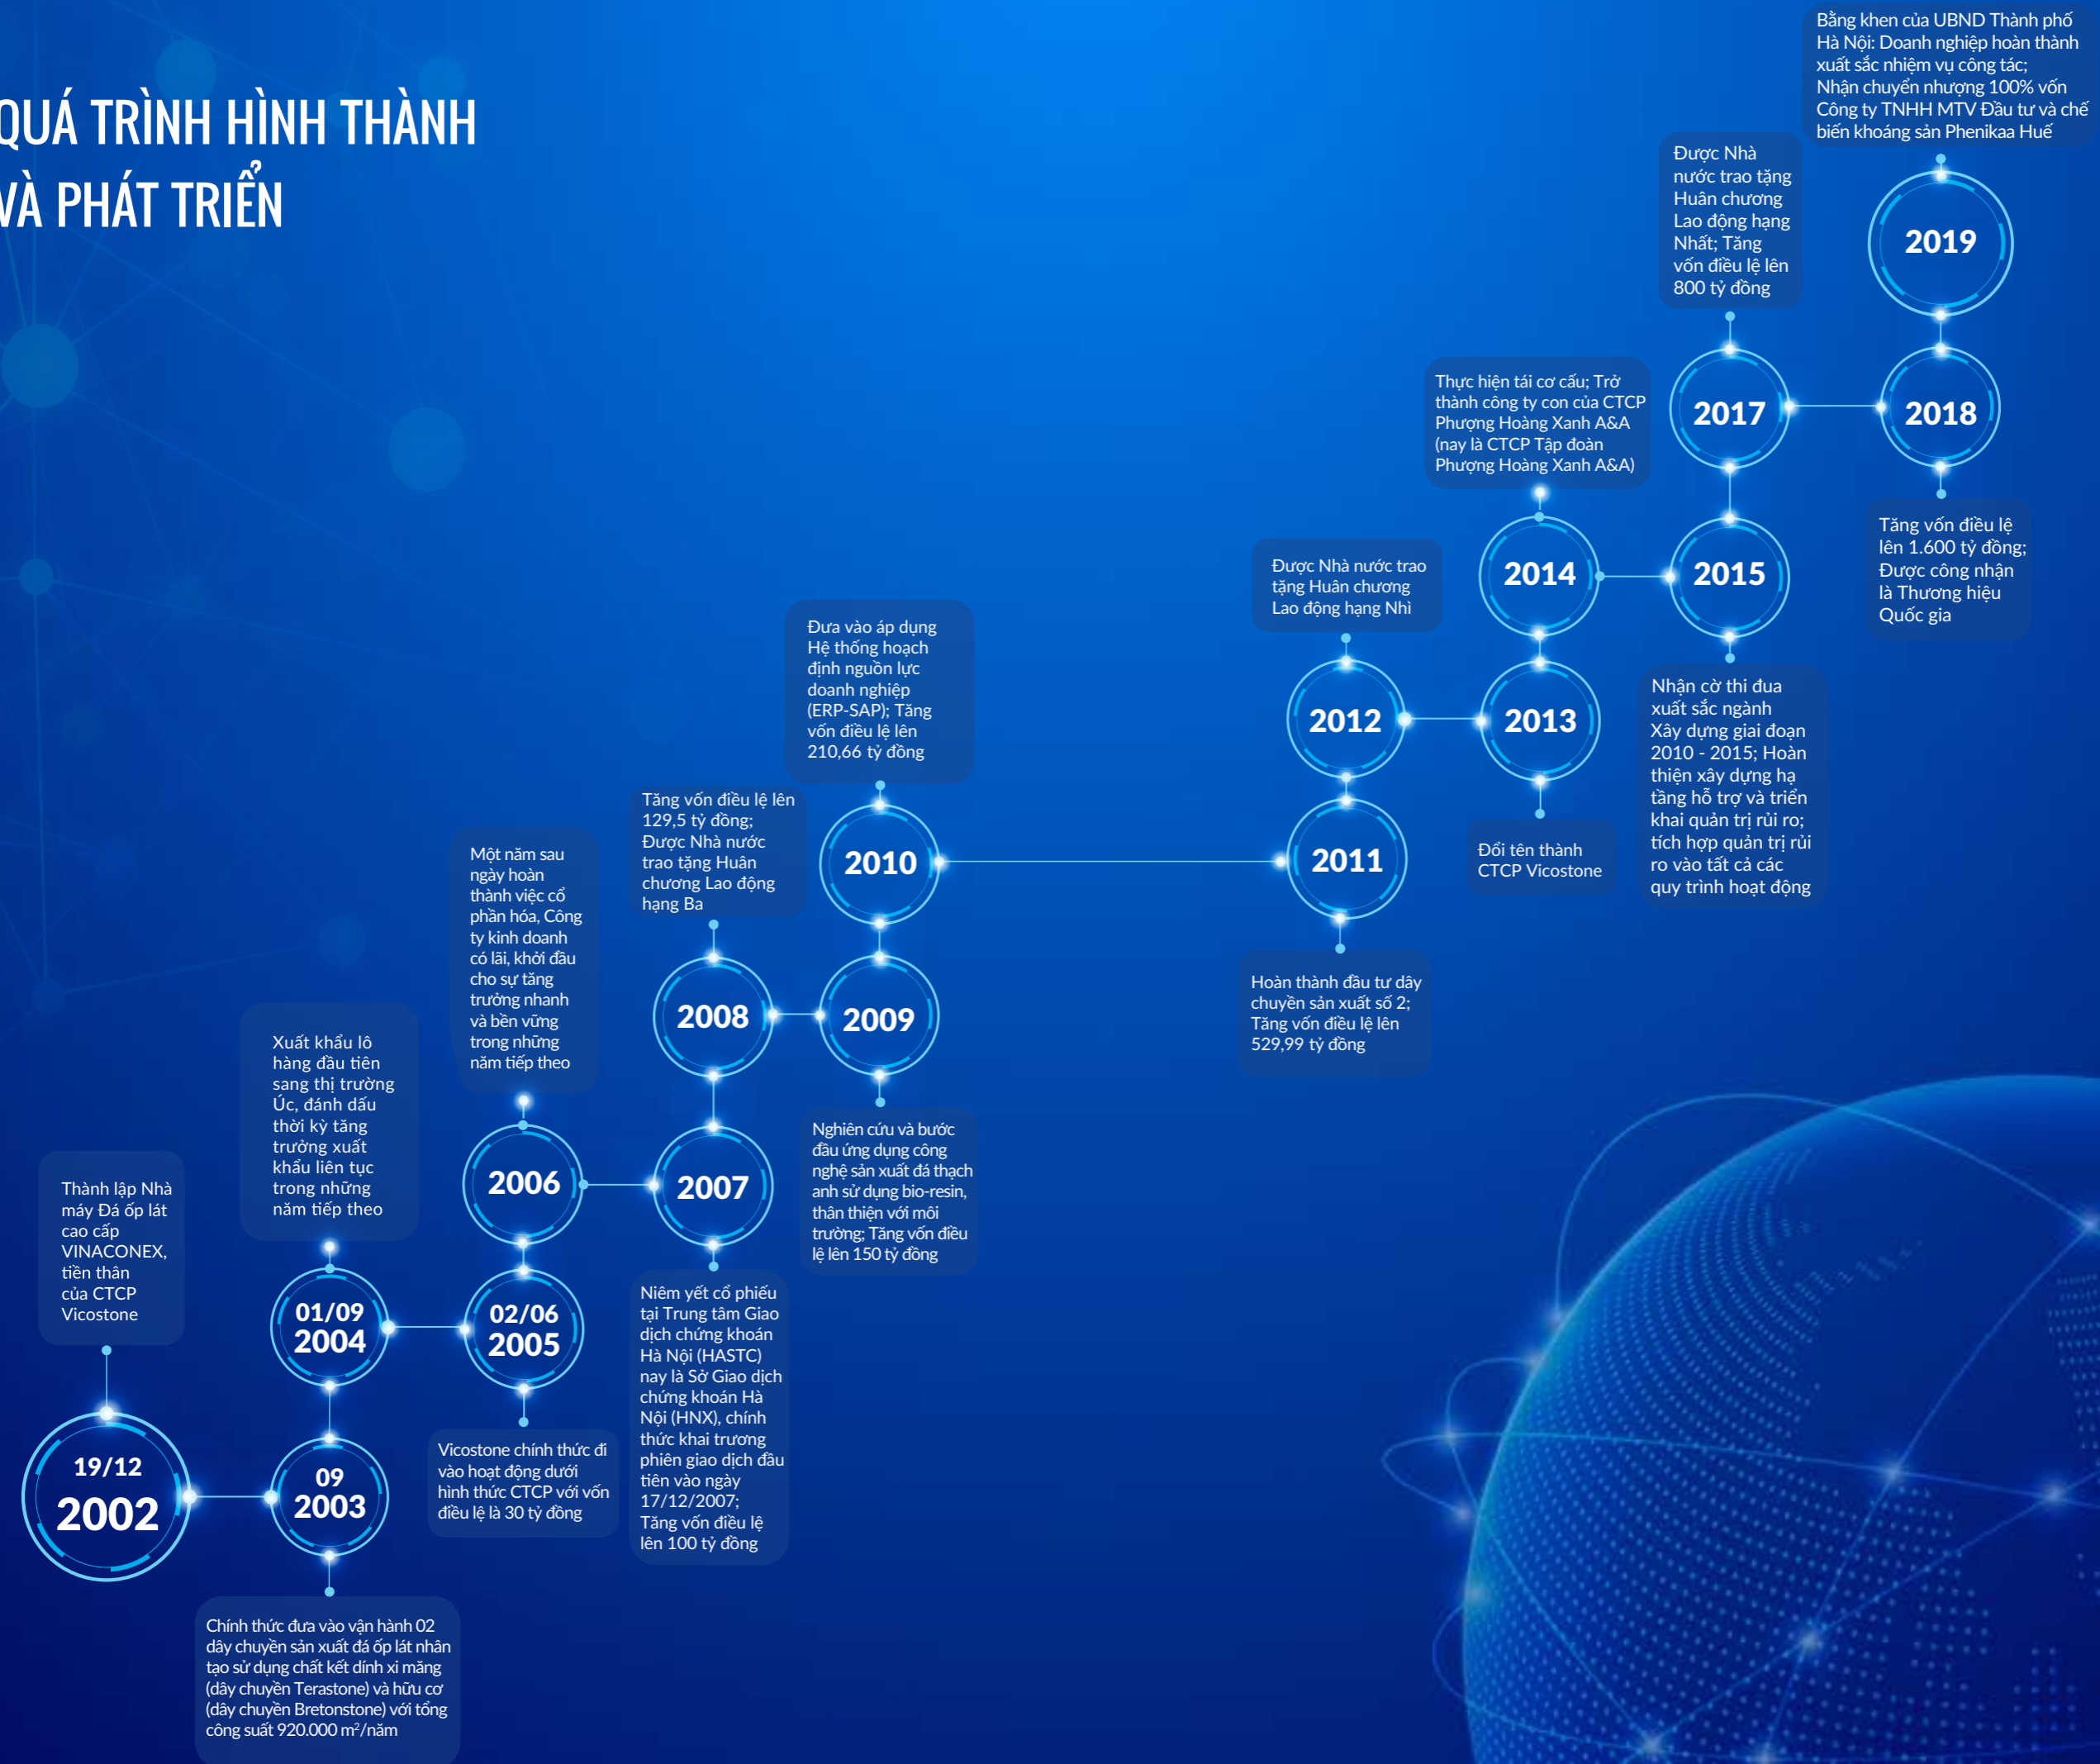 QUÁ TRÌNH HÌNH THÀNH
VÀ PHÁT TRIỂN
19/12
2002
Thành lập Nhà
máy Đá ốp lát
cao cấp
VINACONEX,
tiền thân
của CTCP
Vicostone
09
2003
Chính thức đưa vào vận hành 02
dây chuyền sản xuất đá ốp lát nhân
tạo sử dụng chất kết dính xi măng
(dây chuyền Terastone) và hữu cơ
(dây chuyền Bretonstone) với tổng
công suất 920.000 m²/năm
Xuất khẩu lô
hàng đầu tiên
sang thị trường
Úc, đánh dấu
thời kỳ tăng
trưởng xuất
khẩu liên tục
trong những
năm tiếp theo
01/09
2004
02/06
2005
Vicostone chính thức đi
vào hoạt động dưới
hình thức CTCP với vốn
điều lệ là 30 tỷ đồng
Một năm sau
ngày hoàn
thành việc cổ
phần hóa, Công
ty kinh doanh
có lãi, khởi đầu
cho sự tăng
trưởng nhanh
và bền vững
trong những
năm tiếp theo
2006
2007
Niêm yết cổ phiếu
tại Trung tâm Giao
dịch chứng khoán
Hà Nội (HASTC)
nay là Sở Giao dịch
chứng khoán Hà
Nội (HNX), chính
thức khai trương
phiên giao dịch đầu
tiên vào ngày
17/12/2007;
Tăng vốn điều lệ
lên 100 tỷ đồng
Tăng vốn điều lệ lên
129,5 tỷ đồng;
Được Nhà nước
trao tặng Huân
chương Lao động
hạng Ba
2008
2009
Nghiên cứu và bước
đầu ứng dụng công
nghệ sản xuất đá thạch
anh sử dụng bio-resin,
thân thiện với môi
trường; Tăng vốn điều
lệ lên 150 tỷ đồng
Đưa vào áp dụng
Hệ thống hoạch
định nguồn lực
doanh nghiệp
(ERP-SAP); Tăng
vốn điều lệ lên
210,66 tỷ đồng
2010
2011
Hoàn thành đầu tư dây
chuyền sản xuất số 2;
Tăng vốn điều lệ lên
529,99 tỷ đồng
Được Nhà nước trao
tặng Huân chương
Lao động hạng Nhì
2012
2013
Đổi tên thành
CTCP Vicostone
Thực hiện tái cơ cấu; Trở
thành công ty con của CTCP
Phượng Hoàng Xanh A&A
(nay là CTCP Tập đoàn
Phượng Hoàng Xanh A&A)
2014
2015
Nhận cờ thi đua
xuất sắc ngành
Xây dựng giai đoạn
2010 - 2015; Hoàn
thiện xây dựng hạ
tầng hỗ trợ và triển
khai quản trị rủi ro;
tích hợp quản trị rủi
ro vào tất cả các
quy trình hoạt động
Được Nhà
nước trao tặng
Huân chương
Lao động hạng
Nhất; Tăng
vốn điều lệ lên
800 tỷ đồng
2017
2018
Tăng vốn điều lệ
lên 1.600 tỷ đồng;
Được công nhận
là Thương hiệu
Quốc gia
Bằng khen của UBND Thành phố
Hà Nội: Doanh nghiệp hoàn thành
xuất sắc nhiệm vụ công tác;
Nhận chuyển nhượng 100% vốn
Công ty TNHH MTV Đầu tư và chế
biến khoáng sản Phenikaa Huế
2019